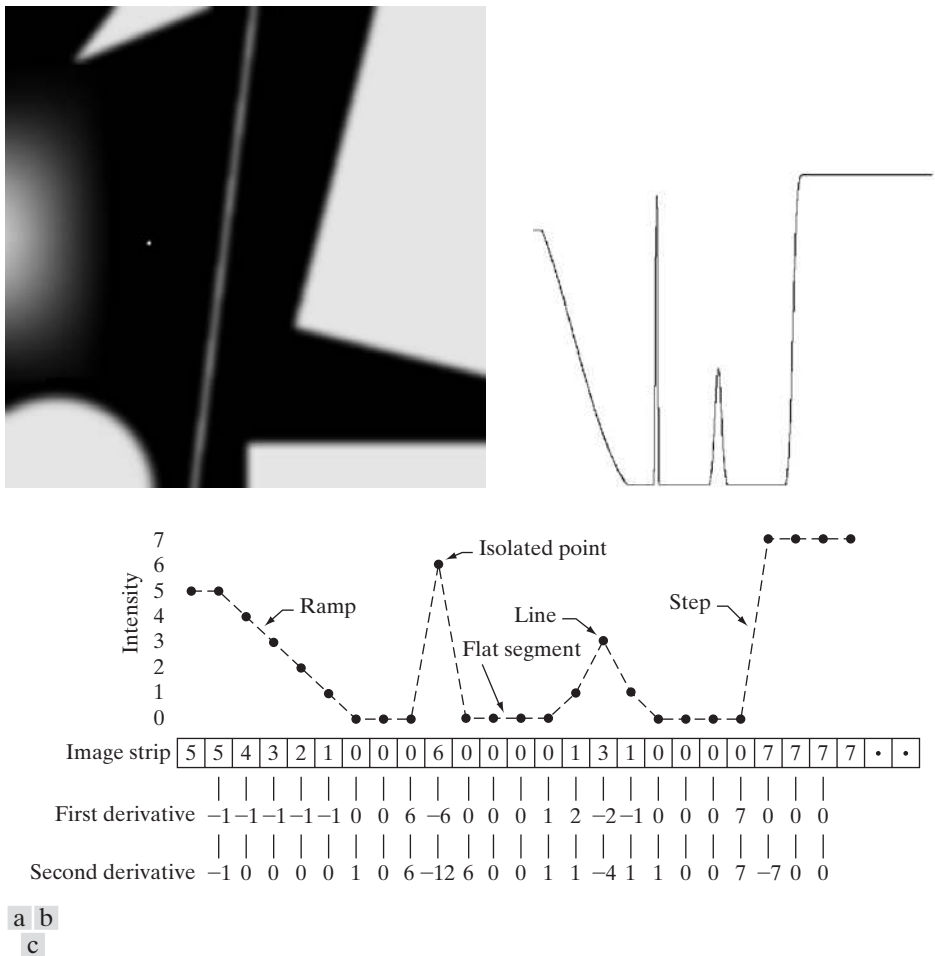 7
6
Isolated point
5
4
Ramp
Intensity
3
Line
Step
2
Flat segment
1
0
Image strip 5 5 4 3 2 1 0 0 0 6 0 0 0 0 1 3 1 0 0 0 0 7 7 7 7 • •
First derivative −1 −1 −1 −1 −1 0 0 6 −6 0 0 0 1 2 −2 −1 0 0 0 7 0 0 0
Second derivative −1 0 0 0 0 1 0 6 −12 6 0 0 1 1 −4 1 1 0 0 7 −7 0 0
a b
c